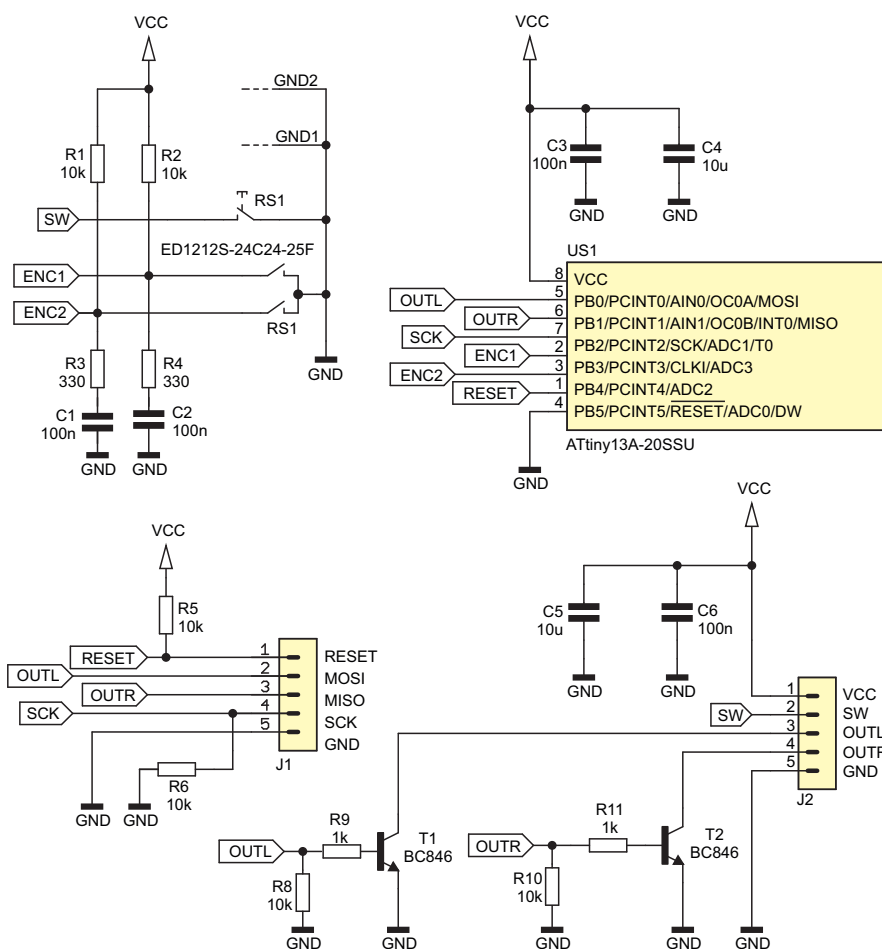 VCC
GND2
GND1
R1
10k
R2
10k
SW
RS1
ED1212S-24C24-25F
ENC1
ENC2
RS1
R3
330
R4
330
C1
100n
C2
100n
GND
GND
GND
VCC
C3
100n
C4
10u
GND
GND
US1
8
VCC
OUTL
5
PB0/PCINT0/AIN0/OC0A/MOSI
OUTR
6
PB1/PCINT1/AIN1/OC0B/INT0/MISO
SCK
7
PB2/PCINT2/SCK/ADC1/T0
ENC1
2
PB3/PCINT3/CLKI/ADC3
ENC2
3
PB4/PCINT4/ADC2
RESET
1
PB5/PCINT5/RESET/ADC0/DW
4
ATtiny13A-20SSU
GND
VCC
R5
10k
RESET
1
RESET
OUTL
2
MOSI
OUTR
3
MISO
SCK
4
SCK
5
GND
J1
R6
10k
GND
GND
VCC
C5
10u
C6
100n
GND
GND
1
VCC
SW
2
SW
3
OUTL
4
OUTR
5
GND
J2
OUTL
R9
1k
T1
BC846
R8
10k
GND
GND
OUTR
R11
1k
T2
BC846
R10
10k
GND
GND
GND